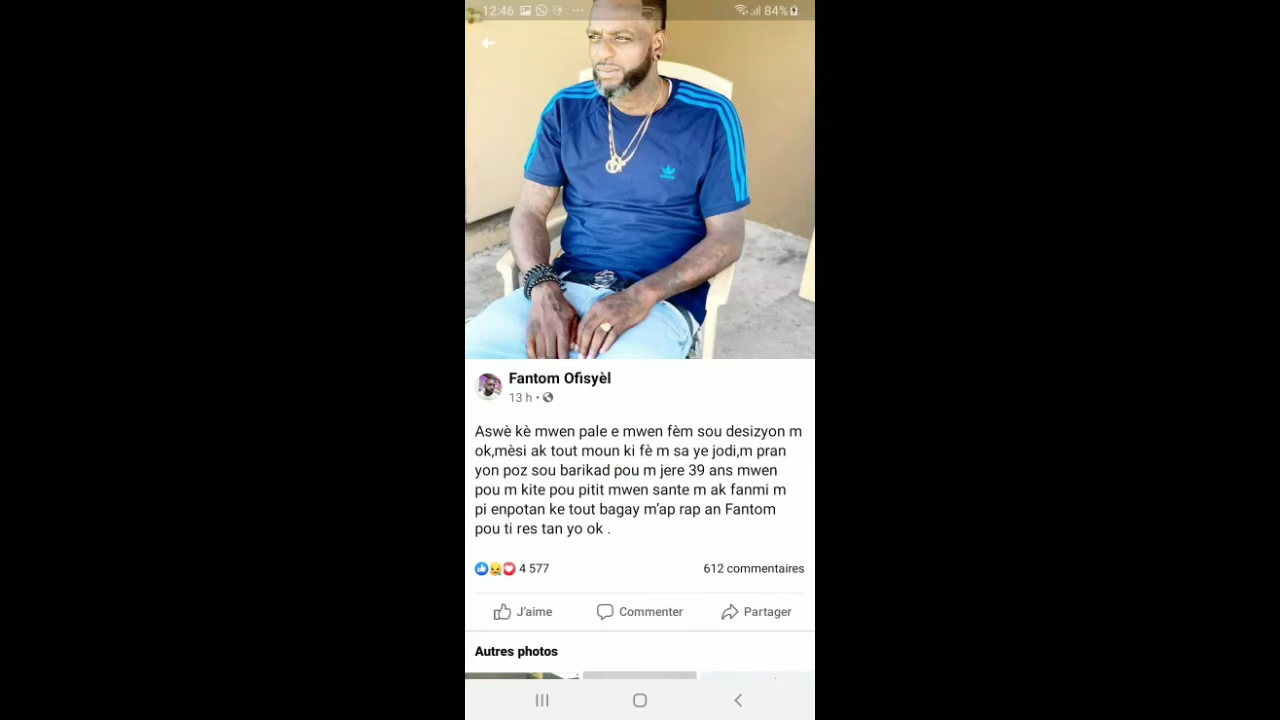 12:46
84%
Fantom Ofisyèl
13 h •
Aswè kè mwen pale e mwen fèm sou desizyon m
ok,mèsi ak tout moun ki fè m sa ye jodi,m pran
yon poz sou barikad pou m jere 39 ans mwen
pou m kite pou pitit mwen sante m ak fanmi m
pi enpotan ke tout bagay m'ap rap an Fantom
pou ti res tan yo ok .
4 577
612 commentaires
J'aime
Commenter
Partager
Autres photos